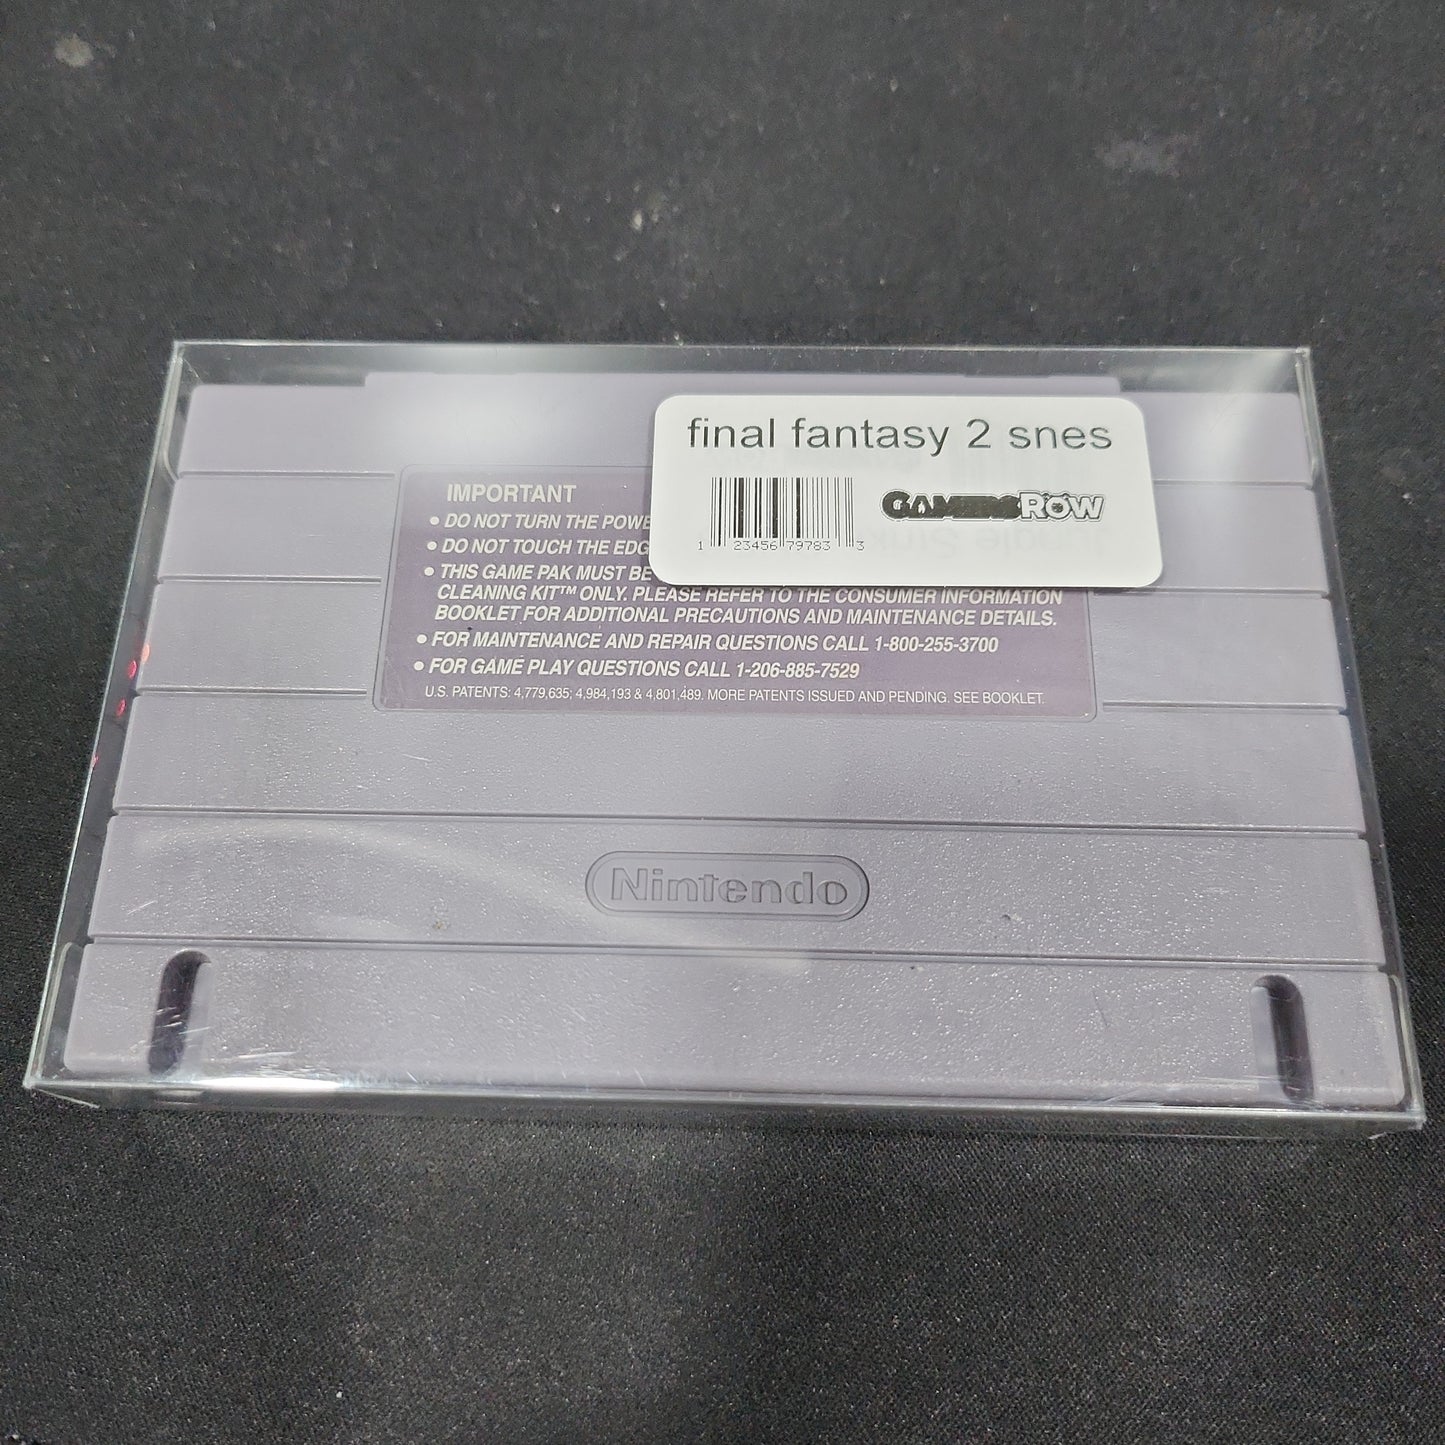 final fantasy 2 snes
GAMERSROW
1 23456 79783 3
IMPORTANT
• DO NOT TURN THE POWE
• DO NOT TOUCH THE EDG
• THIS GAME PAK MUST BE
CLEANING KIT™ ONLY. PLEASE REFER TO THE CONSUMER INFORMATION
BOOKLET FOR ADDITIONAL PRECAUTIONS AND MAINTENANCE DETAILS.
• FOR MAINTENANCE AND REPAIR QUESTIONS CALL 1-800-255-3700
• FOR GAME PLAY QUESTIONS CALL 1-206-885-7529
U.S. PATENTS: 4,779,635; 4,984,193 & 4,801,489. MORE PATENTS ISSUED AND PENDING. SEE BOOKLET.
Nintendo